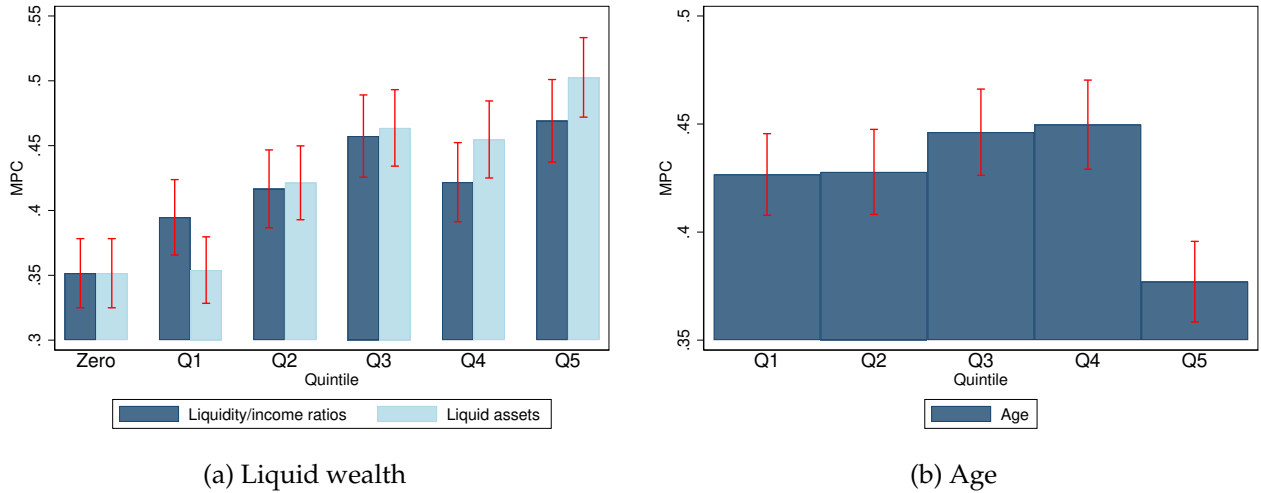 MPC
.55
.5
.45
.4
.35
.3
Zero Q1 Q2 Q3 Q4 Q5
Quintile
Liquidity/income ratios Liquid assets
(a) Liquid wealth
MPC
.5
.45
.4
.35
Q1 Q2 Q3 Q4 Q5
Quintile
Age
(b) Age